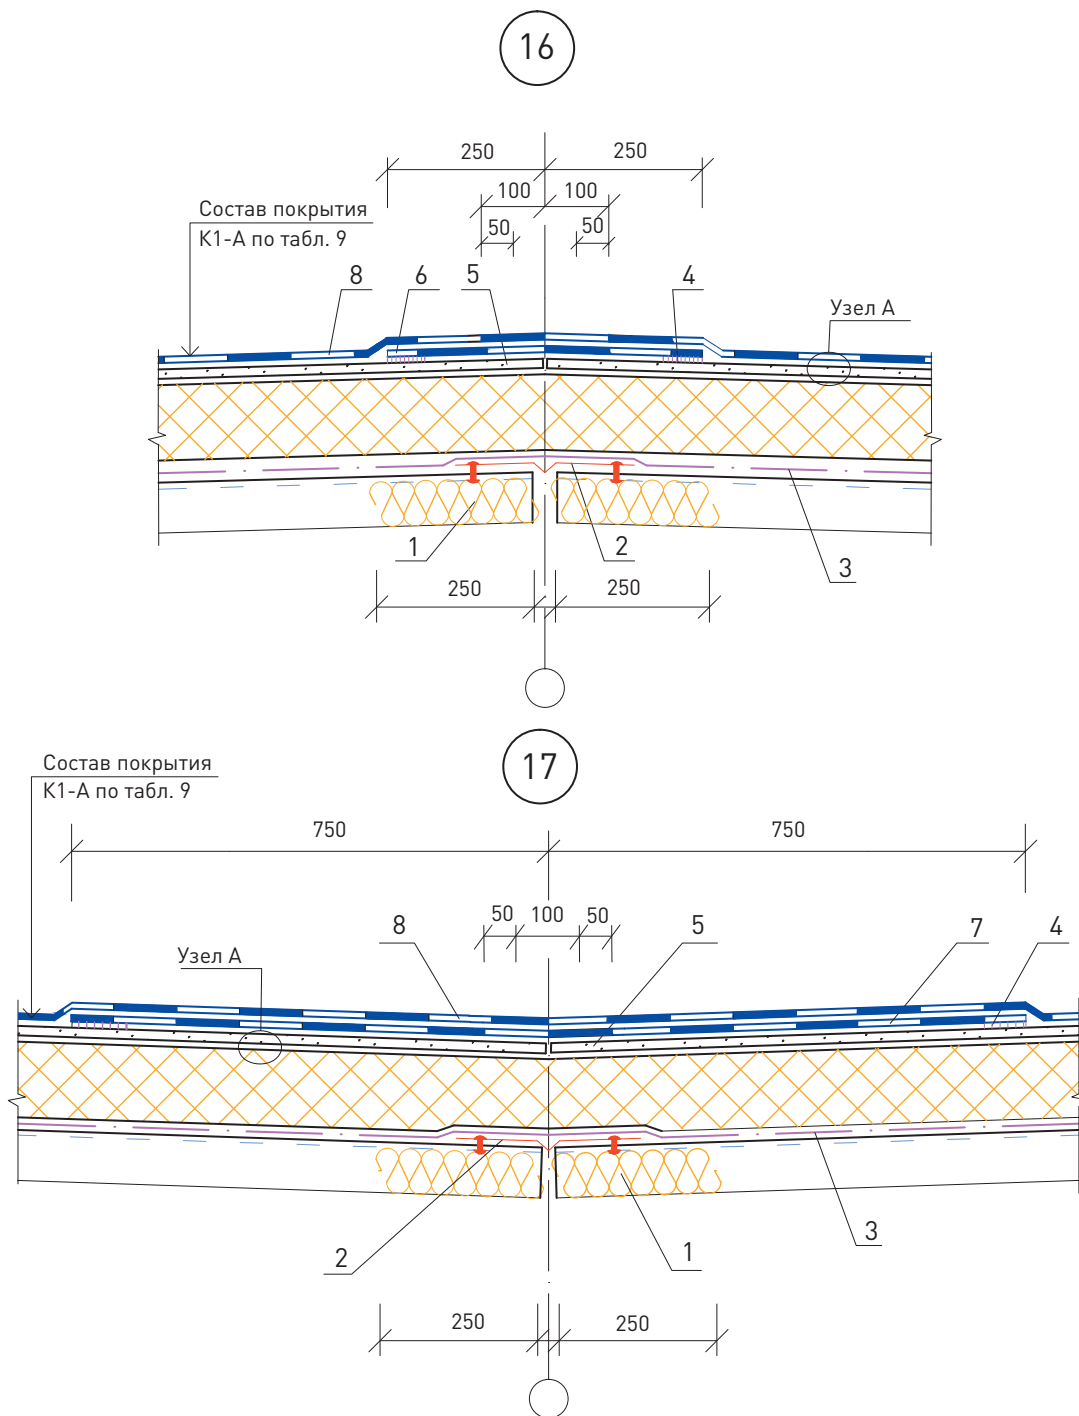 16
250 250
100 100
50 50
Состав покрытия
К1-А по табл. 9
8 6 5 4
Узел А
1 2 3
250 250
17
Состав покрытия
К1-А по табл. 9
750 750
50 100 50
8 5 7 4
Узел А
2 1 3
250 250